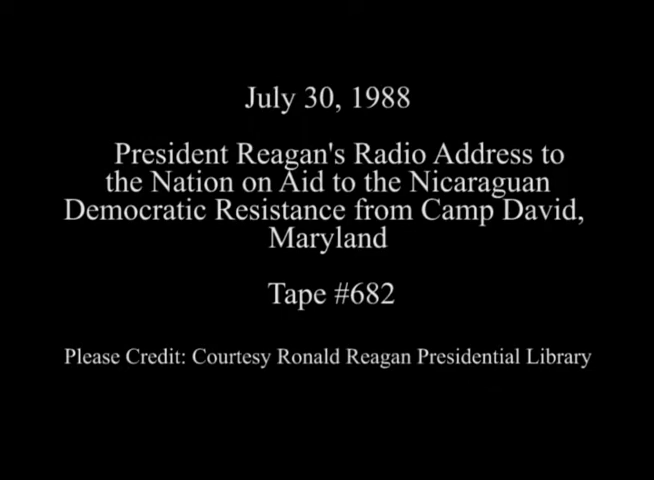 July 30, 1988
President Reagan's Radio Address to
the Nation on Aid to the Nicaraguan
Democratic Resistance from Camp David,
Maryland
Tape #682
Please Credit: Courtesy Ronald Reagan Presidential Library